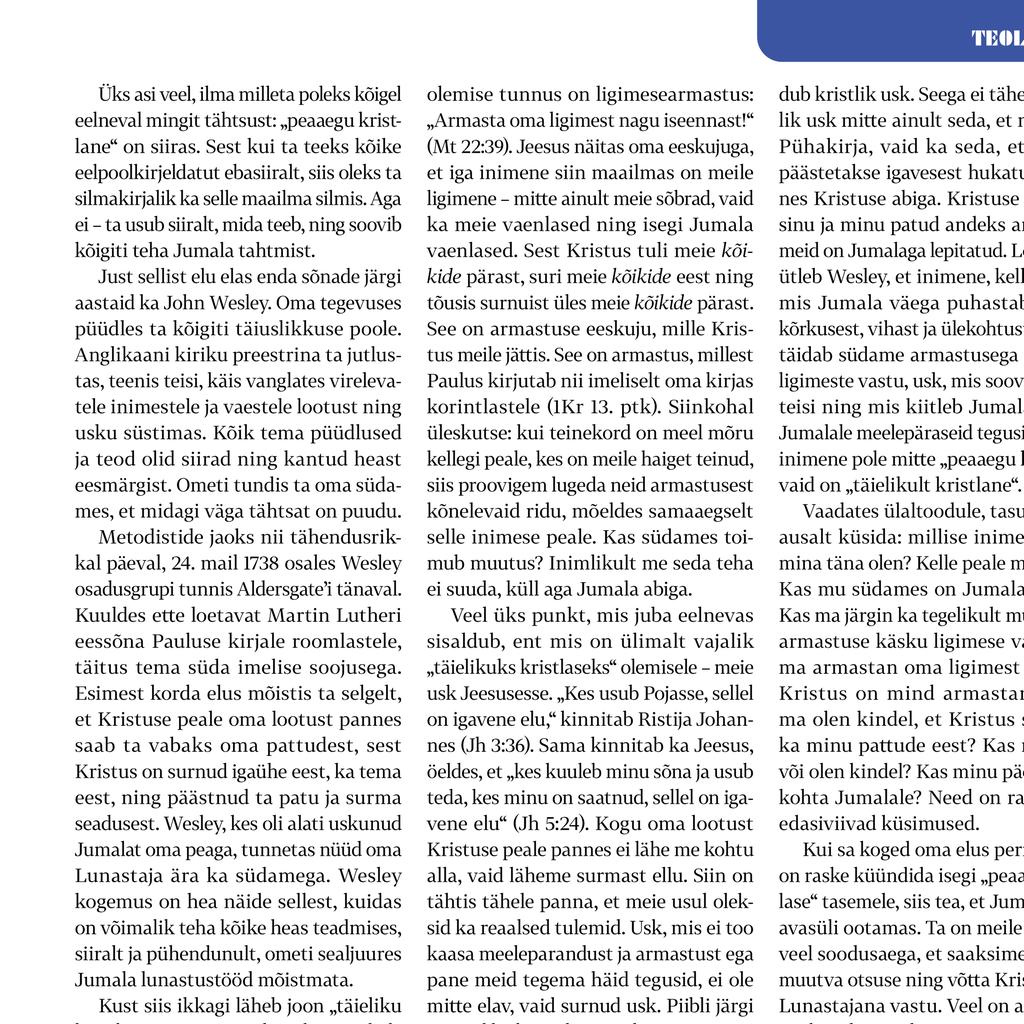 Üks asi veel, ilma milleta poleks kõigel
eelneval mingit tähtsust: „peaaegu krist-
lane“ on siiras. Sest kui ta teeks kõike
eelpoolkirjeldatut ebasiiralt, siis oleks ta
silmakirjalik ka selle maailma silmis. Aga
ei – ta usub siiralt, mida teeb, ning soovib
kõigiti teha Jumala tahtmist.
Just sellist elu elas enda sõnade järgi
aastaid ka John Wesley. Oma tegevuses
püüdles ta kõigiti täiuslikkuse poole.
Anglikaani kiriku preestrina ta jutlus-
tas, teenis teisi, käis vanglates vireleva-
tele inimestele ja vaestele lootust ning
usku süstimas. Kõik tema püüdlused
ja teod olid siirad ning kantud heast
eesmärgist. Ometi tundis ta oma süda-
mes, et midagi väga tähtsat on puudu.
Metodistide jaoks nii tähendusrik-
kal päeval, 24. mail 1738 osales Wesley
osadusgrupi tunnis Aldersgate’i tänaval.
Kuuldes ette loetavat Martin Lutheri
eessõna Pauluse kirjale roomlastele,
täitus tema süda imelise soojusega.
Esimest korda elus mõistis ta selgelt,
et Kristuse peale oma lootust pannes
saab ta vabaks oma pattudest, sest
Kristus on surnud igaühe eest, ka tema
eest, ning päästnud ta patu ja surma
seadusest. Wesley, kes oli alati uskunud
Jumalat oma peaga, tunnetas nüüd oma
Lunastaja ära ka südamega. Wesley
kogemus on hea näide sellest, kuidas
on võimalik teha kõike heas teadmises,
siiralt ja pühendunult, ometi sealjuures
Jumala lunastustööd mõistmata.
Kust siis ikkagi läheb joon „täieliku
olemise tunnus on ligimesearmastus:
„Armasta oma ligimest nagu iseennast!“
(Mt 22:39). Jeesus näitas oma eeskujuga,
et iga inimene siin maailmas on meile
ligimene – mitte ainult meie sõbrad, vaid
ka meie vaenlased ning isegi Jumala
vaenlased. Sest Kristus tuli meie kõi-
kide pärast, suri meie kõikide eest ning
tõusis surnuist üles meie kõikide pärast.
See on armastuse eeskuju, mille Kris-
tus meile jättis. See on armastus, millest
Paulus kirjutab nii imeliselt oma kirjas
korintlastele (1Kr 13. ptk). Siinkohal
üleskutse: kui teinekord on meel mõru
kellegi peale, kes on meile haiget teinud,
siis proovigem lugeda neid armastusest
kõnelevaid ridu, mõeldes samaaegselt
selle inimese peale. Kas südames toi-
mub muutus? Inimlikult me seda teha
ei suuda, küll aga Jumala abiga.
Veel üks punkt, mis juba eelnevas
sisaldub, ent mis on ülimalt vajalik
„täielikuks kristlaseks“ olemisele – meie
usk Jeesusesse. „Kes usub Pojasse, sellel
on igavene elu,“ kinnitab Ristija Johan-
nes (Jh 3:36). Sama kinnitab ka Jeesus,
öeldes, et „kes kuuleb minu sõna ja usub
teda, kes minu on saatnud, sellel on iga-
vene elu“ (Jh 5:24). Kogu oma lootust
Kristuse peale pannes ei lähe me kohtu
alla, vaid läheme surmast ellu. Siin on
tähtis tähele panna, et meie usul olek-
sid ka reaalsed tulemid. Usk, mis ei too
kaasa meeleparandust ja armastust ega
pane meid tegema häid tegusid, ei ole
mitte elav, vaid surnud usk. Piibli järgi
TEOL
dub kristlik usk. Seega ei tähe
lik usk mitte ainult seda, et
Pühakirja, vaid ka seda, et
päästetakse igavesest hukatu
nes Kristuse abiga. Kristuse
sinu ja minu patud andeks a
meid on Jumalaga lepitatud. L
ütleb Wesley, et inimene, kell
mis Jumala väega puhastab
kõrkusest, vihast ja ülekohtus
täidab südame armastusega
ligimeste vastu, usk, mis soov
teisi ning mis kiitleb Jumal
Jumalale meelepäraseid tegusi
inimene pole mitte „peaaegu
vaid on „täielikult kristlane“.
Vaadates ülaltoodule, tasu
ausalt küsida: millise inime
mina täna olen? Kelle peale m
Kas mu südames on Jumala
Kas ma järgin ka tegelikult mu
armastuse käsku ligimese va
ma armastan oma ligimest
Kristus on mind armastan
ma olen kindel, et Kristus s
ka minu pattude eest? Kas
või olen kindel? Kas minu pä
kohta Jumalale? Need on ra
edasiviivad küsimused.
Kui sa koged oma elus per
on raske küündida isegi „peaa
lase“ tasemele, siis tea, et Jum
avasüli ootamas. Ta on meile
veel soodusaega, et saaksime
muutva otsuse ning võtta Kris
Lunastajana vastu. Veel on a